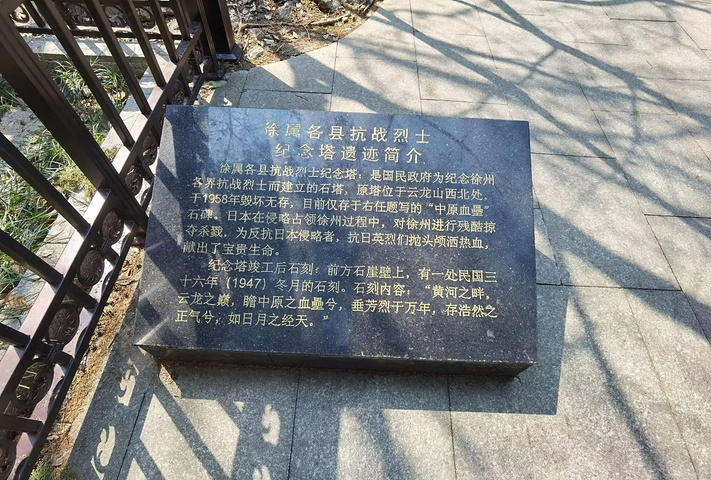 徐属各县抗战烈士
纪念塔遗迹简介
徐属各县抗战烈士纪念塔：是国民政府为纪念徐州
各界抗战烈士而建立的石塔，原塔位于云龙山西北处，
于1958年毁坏无存，目前仅存于右任题写的“中原血壘”
石碑。日本在侵略占领徐州过程中，对徐州进行残酷掠
夺杀戮，为反抗日本侵略者，抗日英烈们抛头颅洒热血，
献出了宝贵生命。
纪念塔竣工后石刻：前方石崖壁上，有一处民国三
十六年（1947）冬月的石刻。石刻内容：“黄河之畔，
云龙之巅，瞻中原之血壘兮，垂芳烈于万年，存浩然之
正气兮，如日月之经天。”